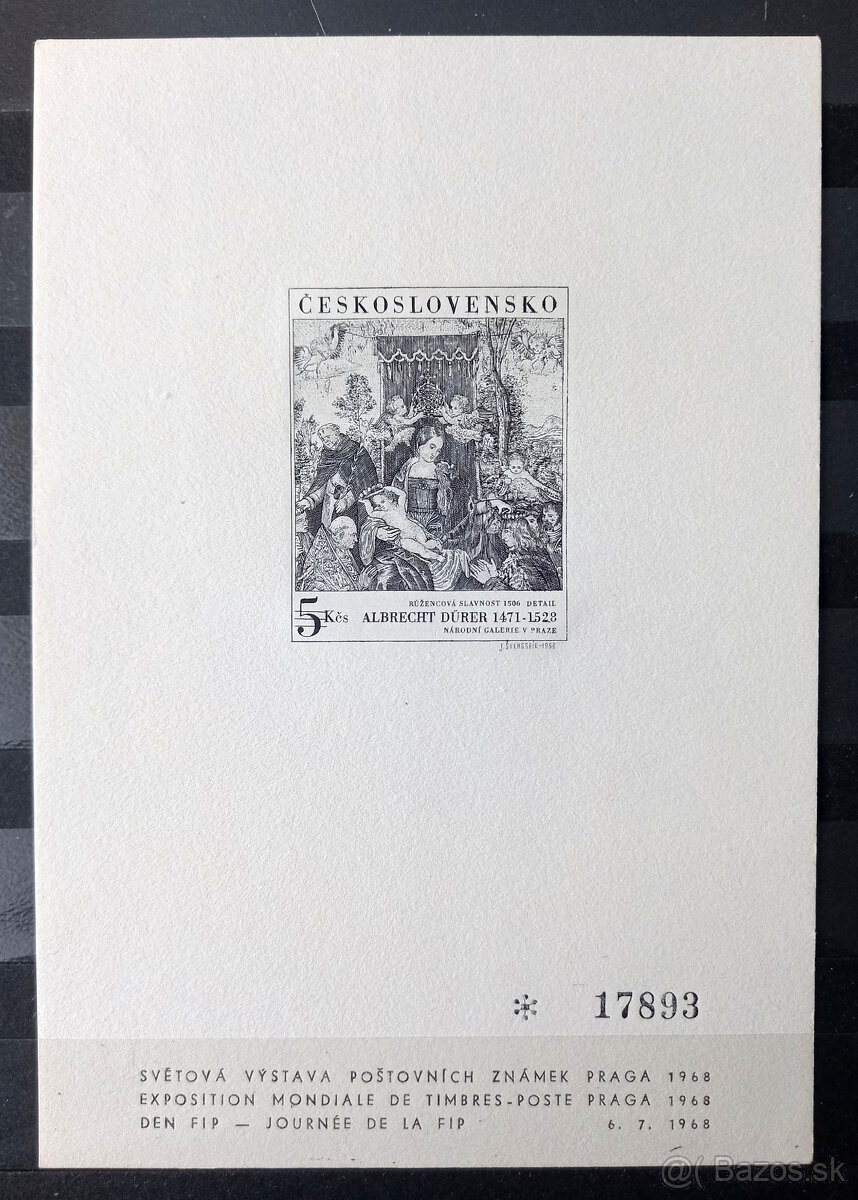 ČESKOSLOVENSKO
RŮŽENCOVÁ SLAVNOST 1506 DETAIL
5 Kčs ALBRECHT DÜRER 1471-1528
NÁRODNÍ GALERIE V PRAZE
J. ŠVENGSBÍR-1968
* 17893
SVĚTOVÁ VÝSTAVA POŠTOVNÍCH ZNÁMEK PRAGA 1968
EXPOSITION MONDIALE DE TIMBRES-POSTE PRAGA 1968
DEN FIP — JOURNÉE DE LA FIP 6. 7. 1968
@( Bazos.sk